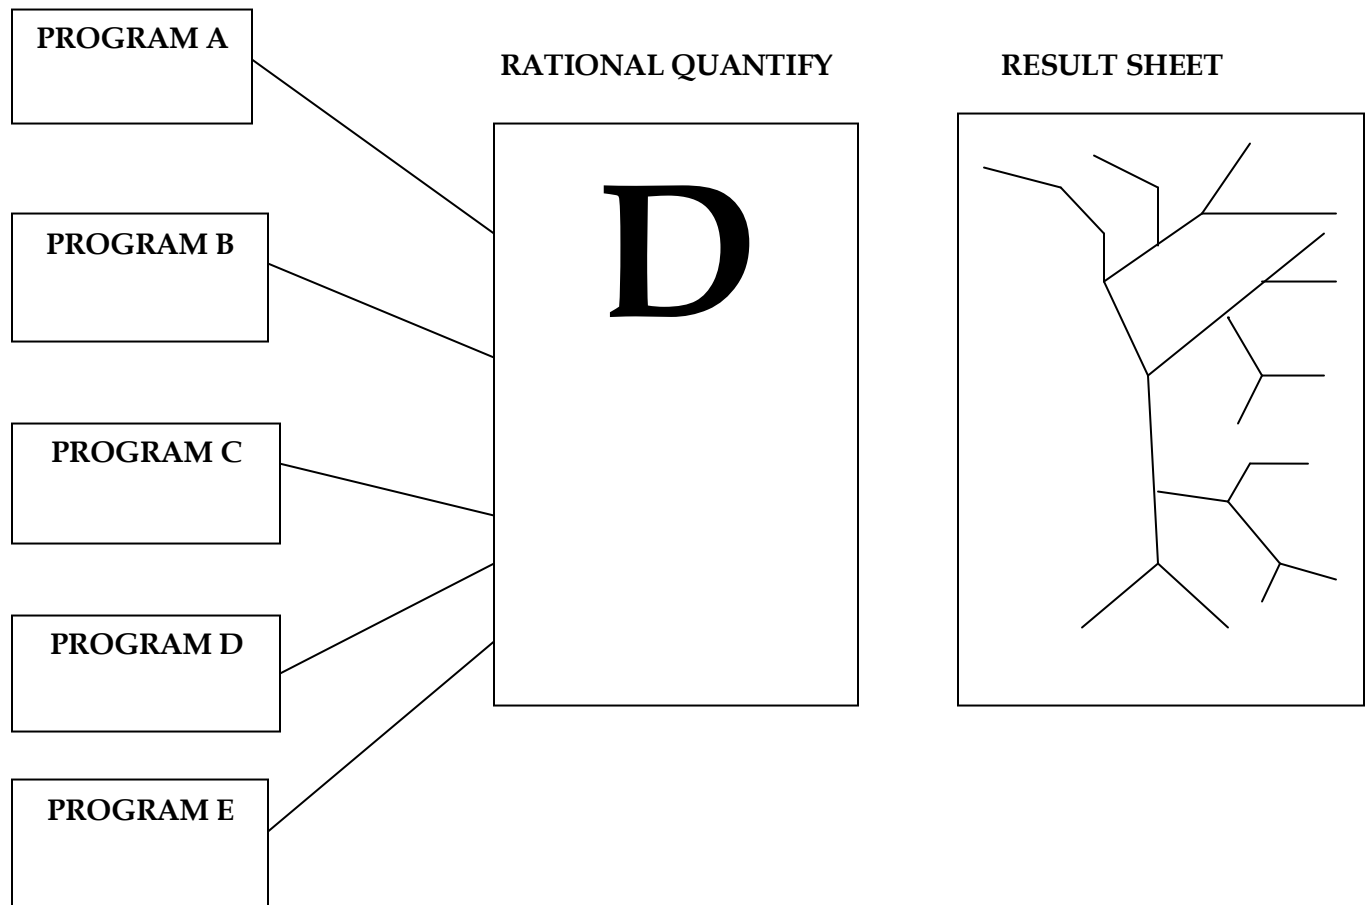 PROGRAM A
RATIONAL QUANTIFY
RESULT SHEET
D
PROGRAM B
PROGRAM C
PROGRAM D
PROGRAM E